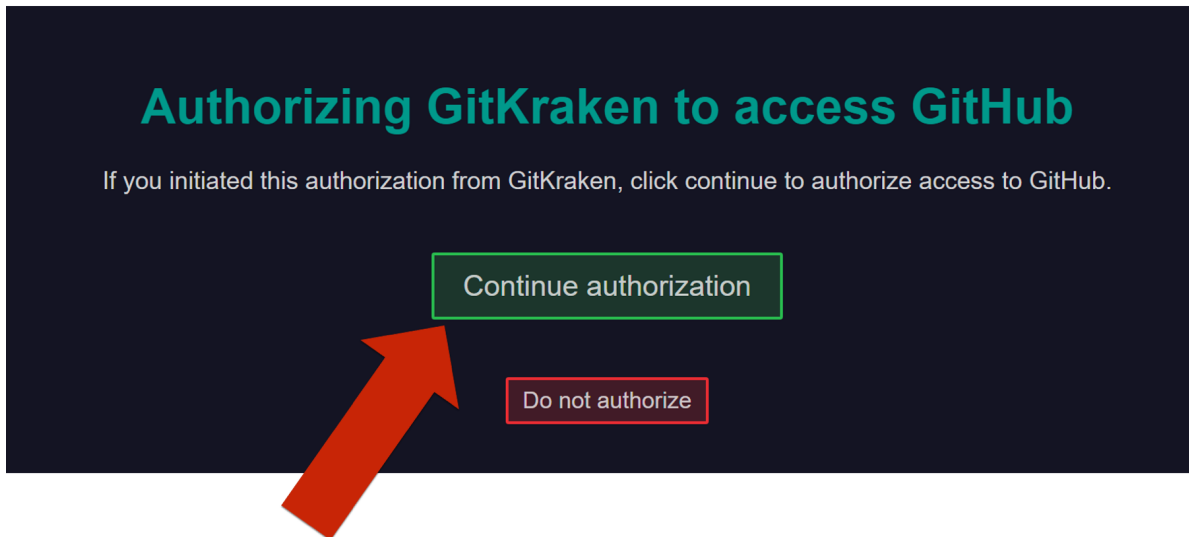 Authorizing GitKraken to access GitHub
If you initiated this authorization from GitKraken, click continue to authorize access to GitHub.
Continue authorization
Do not authorize